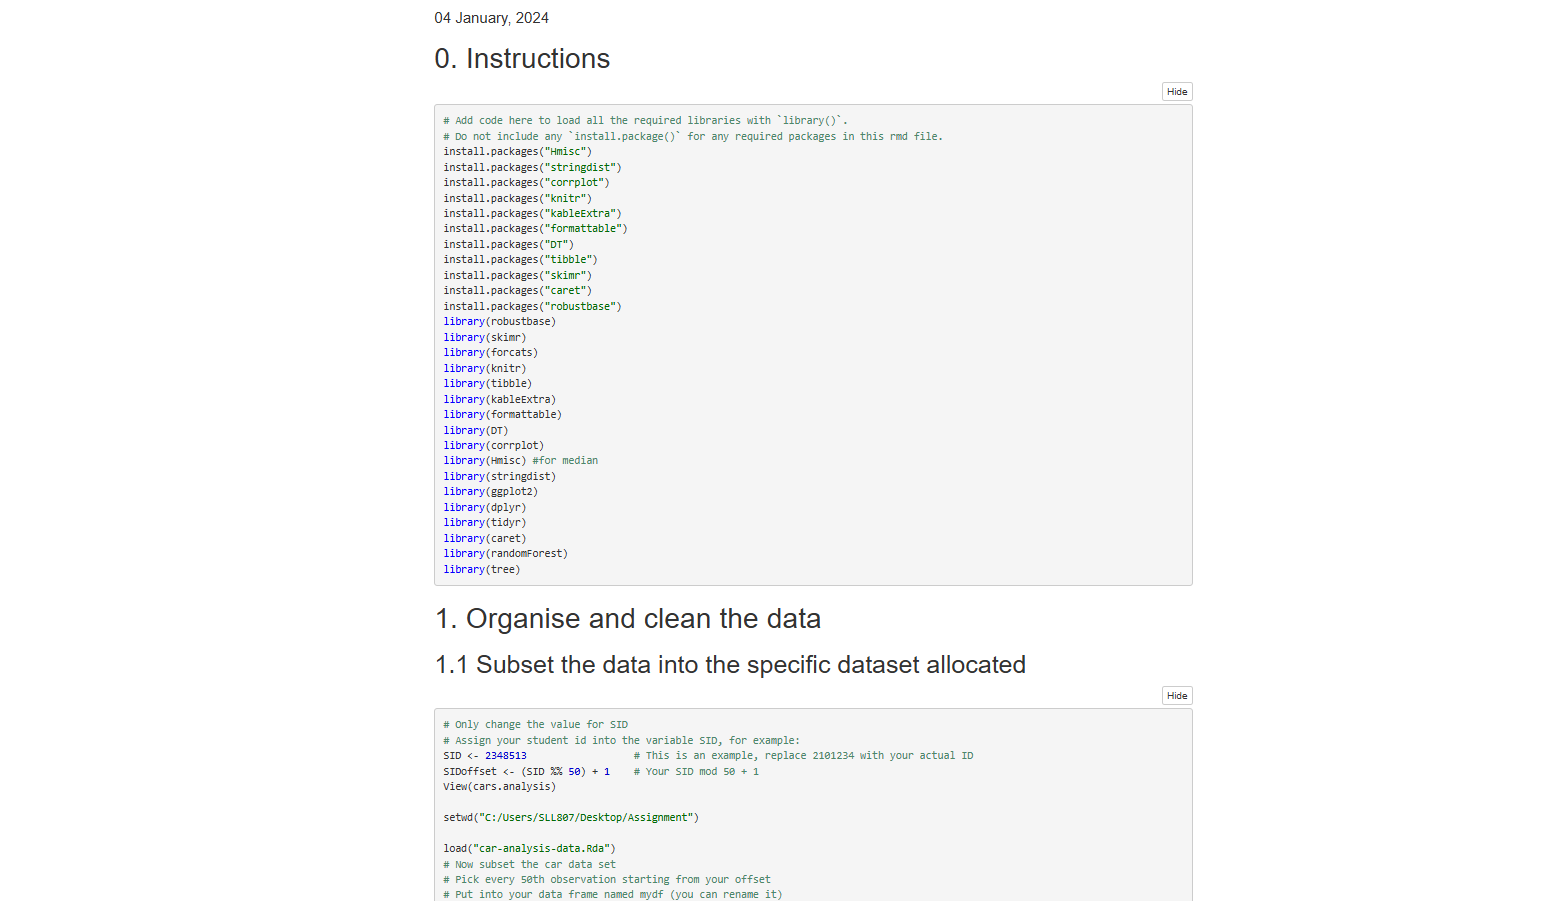 04 January, 2024
0. Instructions
Hide
# Add code here to load all the required libraries with `library()`.
# Do not include any `install.package()` for any required packages in this rmd file.
install.packages("Hmisc")
install.packages("stringdist")
install.packages("corrplot")
install.packages("knitr")
install.packages("kableExtra")
install.packages("formattable")
install.packages("DT")
install.packages("tibble")
install.packages("skimr")
install.packages("caret")
install.packages("robustbase")
library(robustbase)
library(skimr)
library(forcats)
library(knitr)
library(tibble)
library(kableExtra)
library(formattable)
library(DT)
library(corrplot)
library(Hmisc) #for median
library(stringdist)
library(ggplot2)
library(dplyr)
library(tidyr)
library(caret)
library(randomForest)
library(tree)
1. Organise and clean the data
1.1 Subset the data into the specific dataset allocated
Hide
# Only change the value for SID
# Assign your student id into the variable SID, for example:
SID <- 2348513                  # This is an example, replace 2101234 with your actual ID
SIDoffset <- (SID %% 50) + 1    # Your SID mod 50 + 1
View(cars.analysis)
setwd("C:/Users/SLL807/Desktop/Assignment")
load("car-analysis-data.Rda")
# Now subset the car data set
# Pick every 50th observation starting from your offset
# Put into your data frame named mydf (you can rename it)